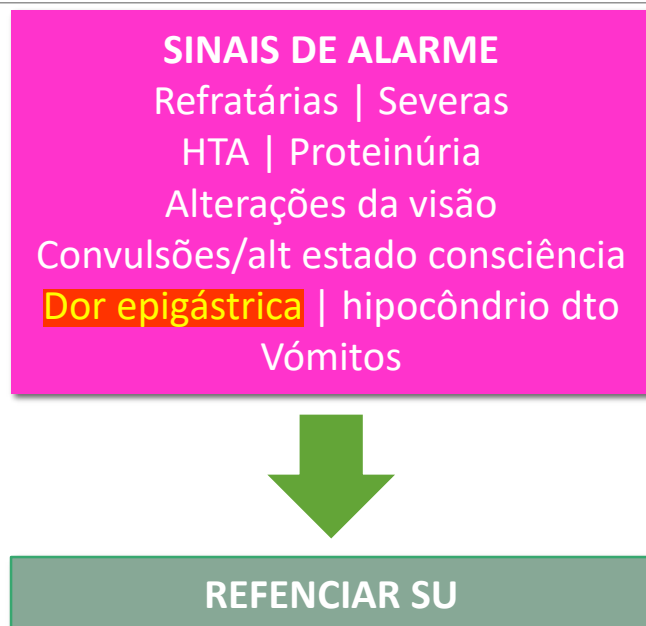 SINAIS DE ALARME
Refratárias | Severas
HTA | Proteinúria
Alterações da visão
Convulsões/alt estado consciência
Dor epigástrica | hipocôndrio dto
Vómitos
REFENCIAR SU